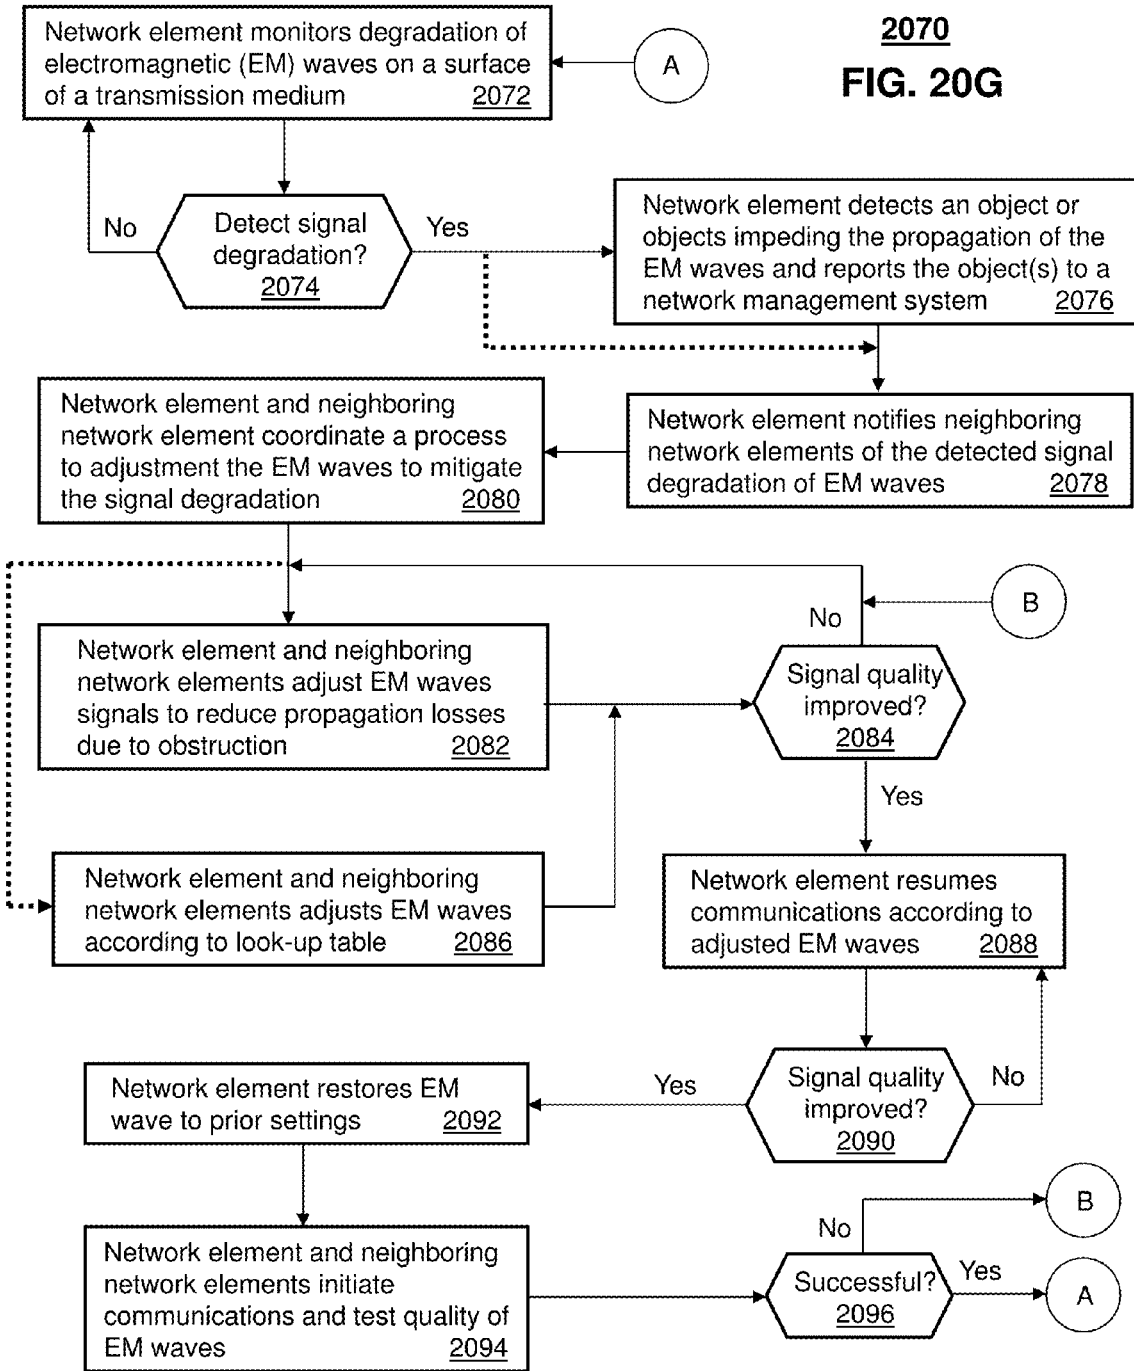 2070
FIG. 20G
Network element monitors degradation of
electromagnetic (EM) waves on a surface
of a transmission medium 2072
A
No
Detect signal
degradation?
2074
Yes
Network element detects an object or
objects impeding the propagation of the
EM waves and reports the object(s) to a
network management system 2076
Network element and neighboring
network element coordinate a process
to adjustment the EM waves to mitigate
the signal degradation 2080
Network element notifies neighboring
network elements of the detected signal
degradation of EM waves 2078
B
No
Network element and neighboring
network elements adjust EM waves
signals to reduce propagation losses
due to obstruction 2082
Signal quality
improved?
2084
Yes
Network element and neighboring
network elements adjusts EM waves
according to look-up table 2086
Network element resumes
communications according to
adjusted EM waves 2088
Network element restores EM
wave to prior settings 2092
Yes
Signal quality
improved?
2090
No
Network element and neighboring
network elements initiate
communications and test quality of
EM waves 2094
No
B
Successful?
2096
Yes
A